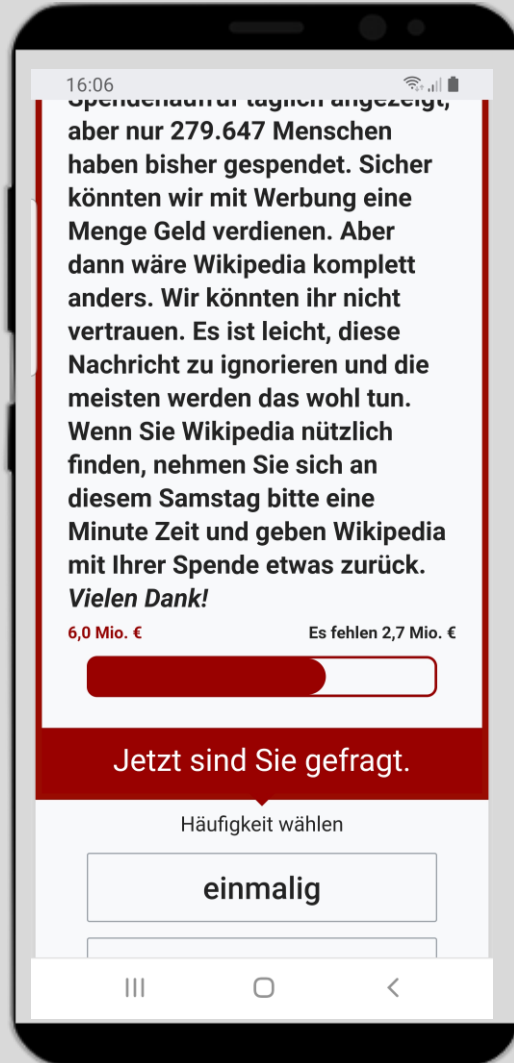 16:06
Spendenaufruf täglich angezeigt,
aber nur 279.647 Menschen
haben bisher gespendet. Sicher
könnten wir mit Werbung eine
Menge Geld verdienen. Aber
dann wäre Wikipedia komplett
anders. Wir könnten ihr nicht
vertrauen. Es ist leicht, diese
Nachricht zu ignorieren und die
meisten werden das wohl tun.
Wenn Sie Wikipedia nützlich
finden, nehmen Sie sich an
diesem Samstag bitte eine
Minute Zeit und geben Wikipedia
mit Ihrer Spende etwas zurück.
Vielen Dank!
6,0 Mio. € Es fehlen 2,7 Mio. €
Jetzt sind Sie gefragt.
Häufigkeit wählen
einmalig